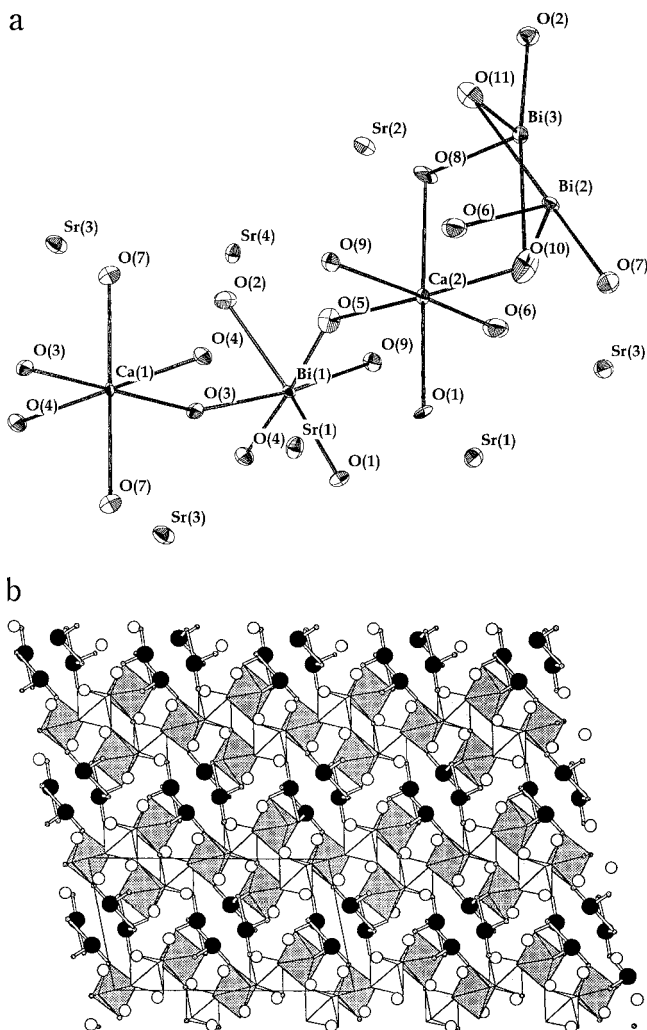 a
O(2)
O(11)
Bi(3)
Sr(2)
O(8)
Bi(2)
O(6)
Sr(3)
Sr(4)
O(7)
O(9)
O(10)
O(2)
Ca(2)
O(7)
O(5)
O(6)
O(4)
O(9)
O(3)
Ca(1)
Bi(1)
O(3)
Sr(3)
O(4)
O(1)
Sr(1)
O(4)
O(1)
Sr(1)
O(7)
Sr(3)
b